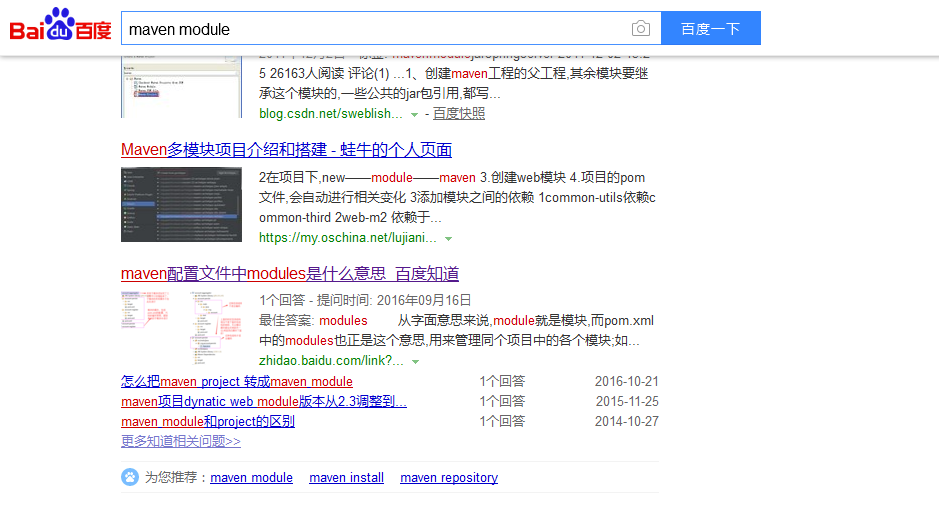 Bai du 百度
maven module
百度一下
5 26163人阅读 评论(1) ...1、创建maven工程的父工程,其余模块要继
承这个模块的,一些公共的jar包引用,都写...
blog.csdn.net/sweblish... - 百度快照
Maven多模块项目介绍和搭建 - 蛙牛的个人页面
2在项目下,new——module——maven 3.创建web模块 4.项目的pom
文件,会自动进行相关变化 3添加模块之间的依赖 1common-utils依赖c
ommon-third 2web-m2 依赖于...
https://my.oschina.net/lujiani...
maven配置文件中modules是什么意思_百度知道
1个回答 - 提问时间: 2016年09月16日
最佳答案: modules 从字面意思来说,module就是模块,而pom.xml
中的modules也正是这个意思,用来管理同个项目中的各个模块;如...
zhidao.baidu.com/link?...
怎么把maven project 转成maven module 1个回答 2016-10-21
maven项目dynatic web module版本从2.3调整到... 1个回答 2015-11-25
maven module和project的区别 1个回答 2014-10-27
更多知道相关问题>>
为您推荐：maven module maven install maven repository